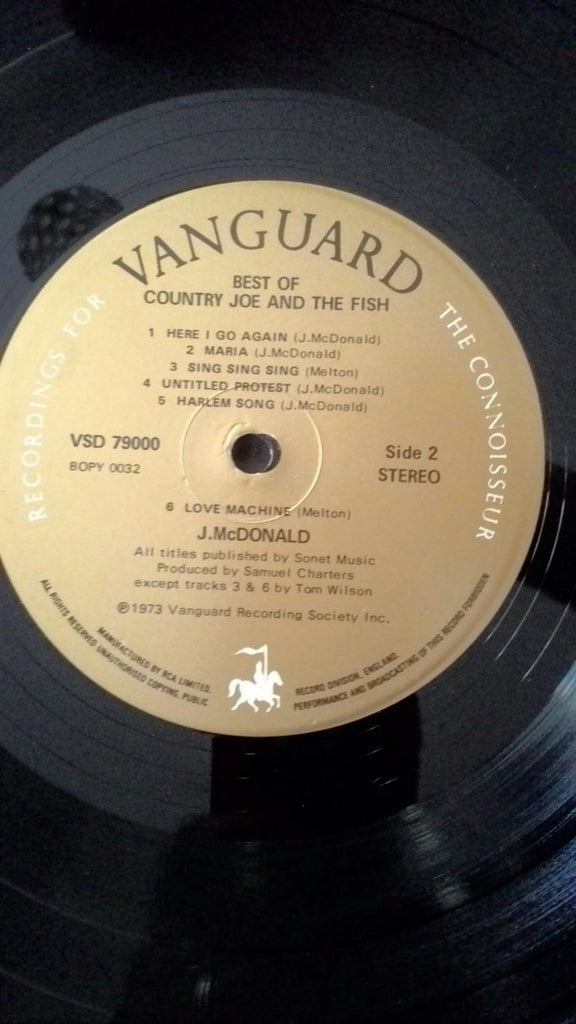 VANGUARD
RECORDINGS FOR
THE CONNOISSEUR
BEST OF
COUNTRY JOE AND THE FISH
1 HERE I GO AGAIN (J.McDonald)
2 MARIA (J.McDonald)
3 SING SING SING (Melton)
4 UNTITLED PROTEST (J.McDonald)
5 HARLEM SONG (J.McDonald)
VSD 79000
BOPY 0032
Side 2
STEREO
6 LOVE MACHINE (Melton)
J.McDONALD
All titles published by Sonet Music
Produced by Samuel Charters
except tracks 3 & 6 by Tom Wilson
℗1973 Vanguard Recording Society Inc.
MANUFACTURED BY RCA LIMITED, RECORD DIVISION, ENGLAND.
ALL RIGHTS RESERVED UNAUTHORISED COPYING, PUBLIC PERFORMANCE AND BROADCASTING OF THIS RECORD FORBIDDEN